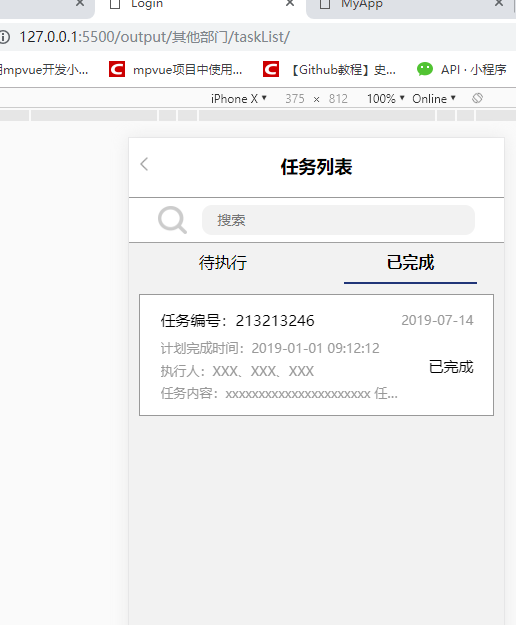 Login
MyApp
127.0.0.1:5500/output/其他部门/taskList/
mpvue开发小... mpvue项目中使用... 【Github教程】史... API · 小程序
iPhone X 375 × 812 100% Online
任务列表
搜索
待执行 已完成
任务编号：213213246 2019-07-14
计划完成时间：2019-01-01 09:12:12
执行人：XXX、XXX、XXX
已完成
任务内容：xxxxxxxxxxxxxxxxxxxxxx 任...